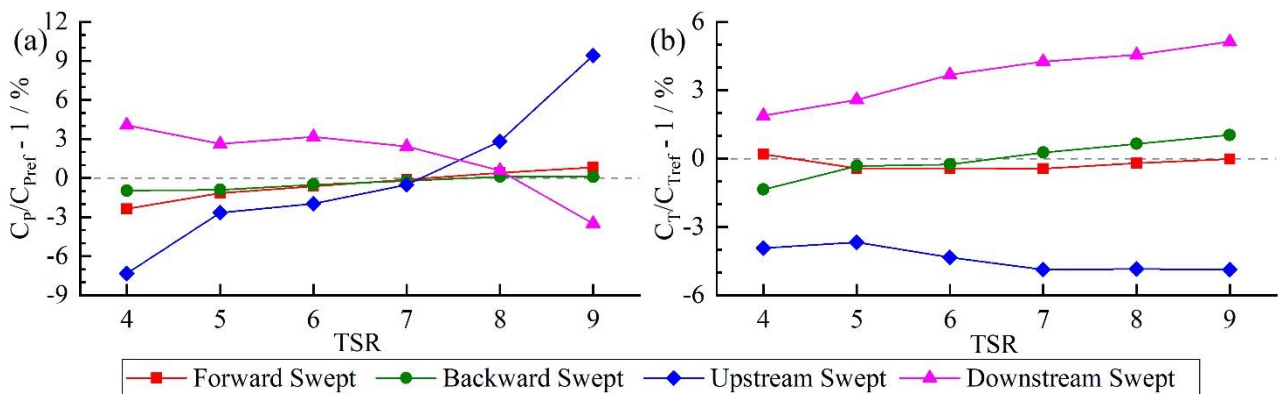 (a)
C_P/C_Pref - 1 / %
12
9
6
3
0
-3
-6
-9
4 5 6 7 8 9
TSR
(b)
C_T/C_Tref - 1 / %
6
3
0
-3
-6
4 5 6 7 8 9
TSR
Forward Swept Backward Swept Upstream Swept Downstream Swept